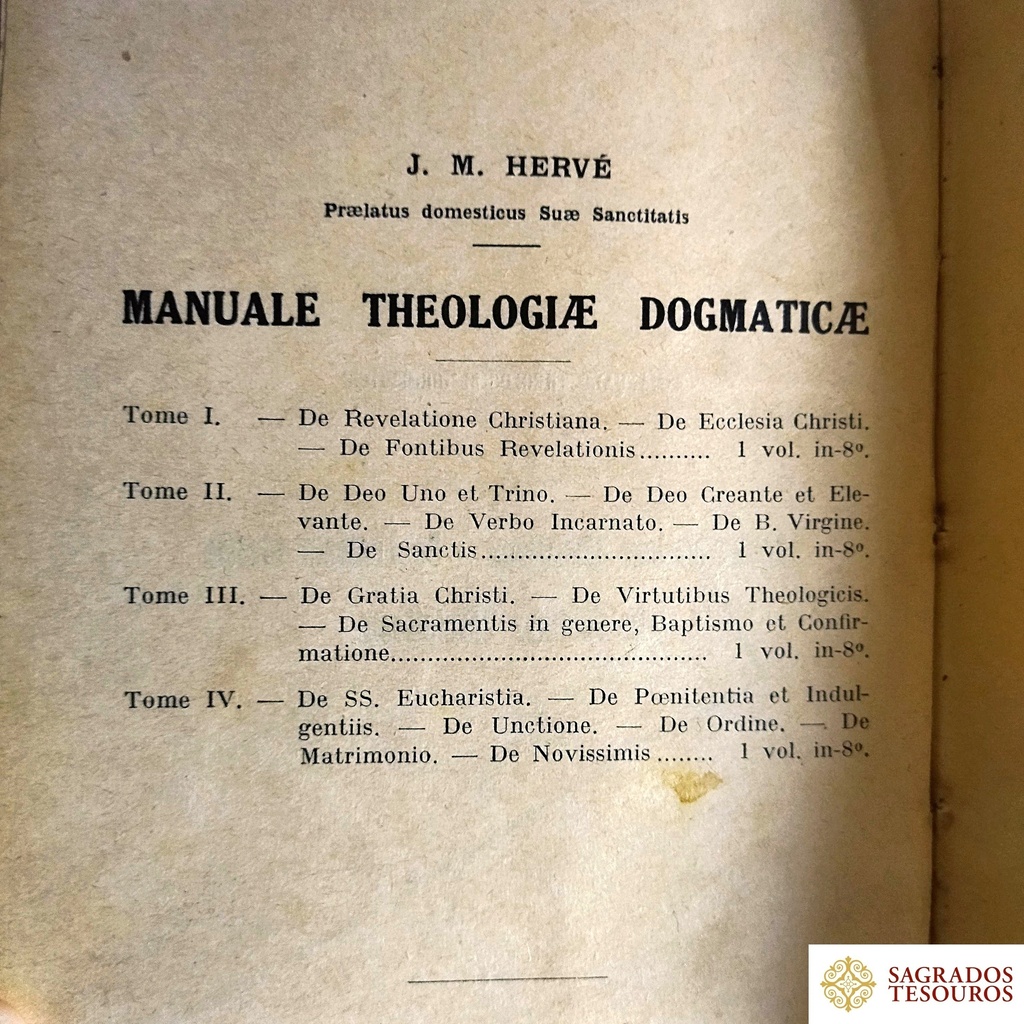 J. M. HERVÉ
Prælatus domesticus Suæ Sanctitatis
MANUALE THEOLOGIÆ DOGMATICÆ
Tome I. — De Revelatione Christiana. — De Ecclesia Christi.
— De Fontibus Revelationis.......... 1 vol. in-8º.
Tome II. — De Deo Uno et Trino. — De Deo Creante et Ele-
vante. — De Verbo Incarnato. — De B. Virgine.
— De Sanctis................................ 1 vol. in-8º.
Tome III. — De Gratia Christi. — De Virtutibus Theologicis.
— De Sacramentis in genere, Baptismo et Confir-
matione........................................... 1 vol. in-8º.
Tome IV. — De SS. Eucharistia. — De Pœnitentia et Indul-
gentiis. — De Unctione. — De Ordine. — De
Matrimonio. — De Novissimis ........ 1 vol. in-8º.
SAGRADOS
TESOUROS